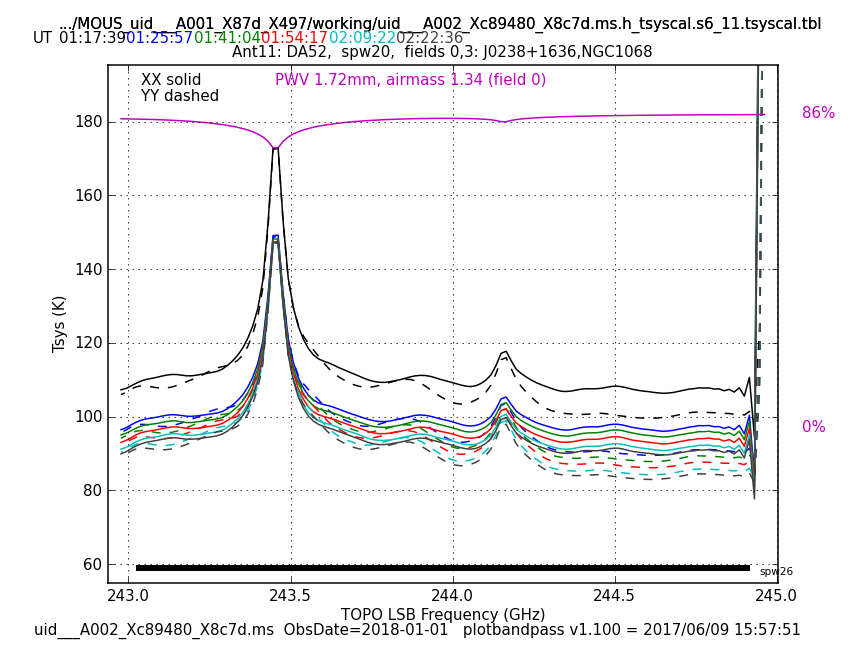 .../MOUS_uid___A001_X87d_X497/working/uid___A002_Xc89480_X8c7d.ms.h_tsyscal.s6_11.tsyscal.tbl
UT 01:17:39 01:25:57 01:41:04 01:54:17 02:09:22 02:22:36
Ant11: DA52, spw20, fields 0,3: J0238+1636,NGC1068
XX solid
YY dashed
PWV 1.72mm, airmass 1.34 (field 0)
86%
0%
180
160
140
120
100
80
60
Tsys (K)
spw26
243.0 243.5 244.0 244.5 245.0
TOPO LSB Frequency (GHz)
uid___A002_Xc89480_X8c7d.ms ObsDate=2018-01-01 plotbandpass v1.100 = 2017/06/09 15:57:51